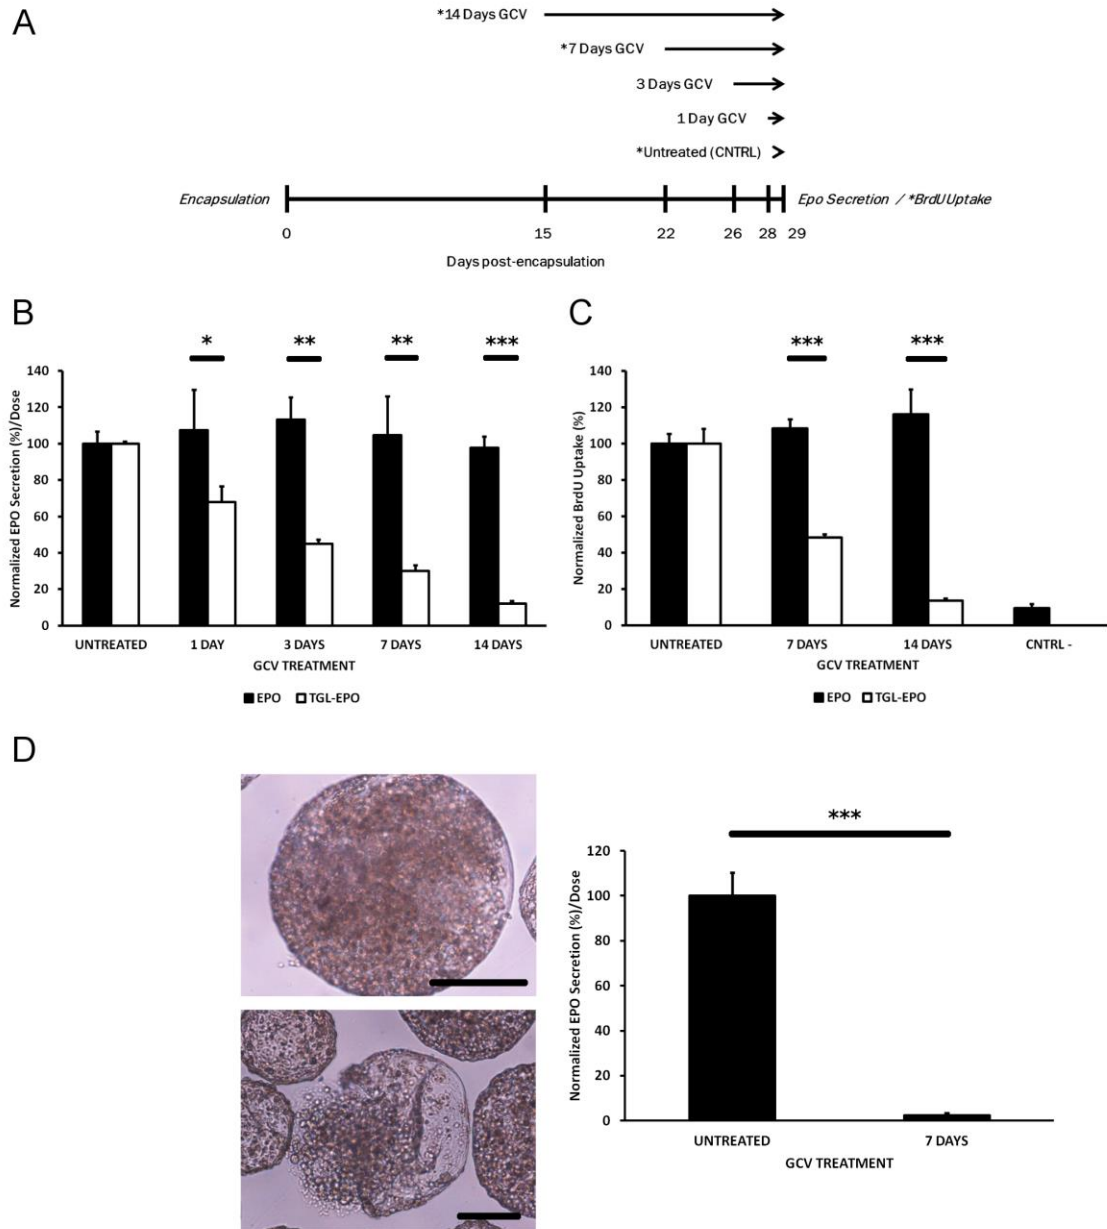 A
*14 Days GCV
*7 Days GCV
3 Days GCV
1 Day GCV
*Untreated (CNTRL)
Encapsulation
Epo Secretion / *BrdU Uptake
0 15 22 26 28 29
Days post-encapsulation
B
* ** ** ***
Normalized EPO Secretion (%)/Dose
140
120
100
80
60
40
20
0
UNTREATED 1 DAY 3 DAYS 7 DAYS 14 DAYS
GCV TREATMENT
EPO TGL-EPO
C
*** ***
Normalized BrdU Uptake (%)
140
120
100
80
60
40
20
0
UNTREATED 7 DAYS 14 DAYS CNTRL -
GCV TREATMENT
EPO TGL-EPO
D
***
Normalized EPO Secretion (%)/Dose
120
100
80
60
40
20
0
UNTREATED 7 DAYS
GCV TREATMENT